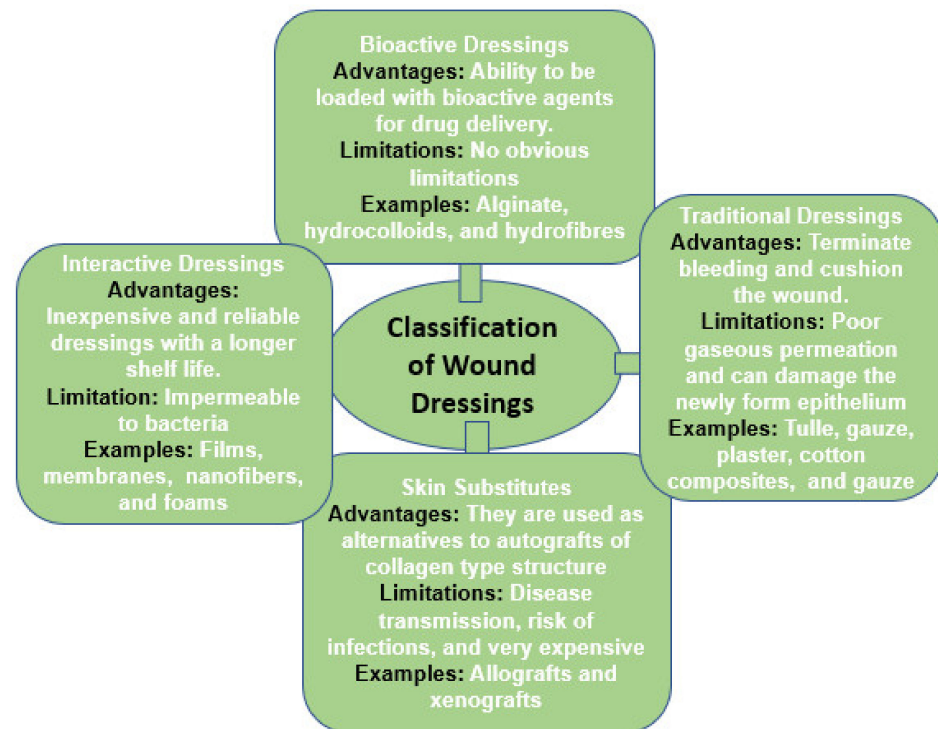 Bioactive Dressings
Advantages: Ability to be
loaded with bioactive agents
for drug delivery.
Limitations: No obvious
limitations
Examples: Alginate,
hydrocolloids, and hydrofibres
Traditional Dressings
Advantages: Terminate
bleeding and cushion
the wound.
Limitations: Poor
gaseous permeation
and can damage the
newly form epithelium
Examples: Tulle, gauze,
plaster, cotton
composites, and gauze
Interactive Dressings
Advantages:
Inexpensive and reliable
dressings with a longer
shelf life.
Limitation: Impermeable
to bacteria
Examples: Films,
membranes, nanofibers,
and foams
Classification
of Wound
Dressings
Skin Substitutes
Advantages: They are used as
alternatives to autografts of
collagen type structure
Limitations: Disease
transmission, risk of
infections, and very expensive
Examples: Allografts and
xenografts